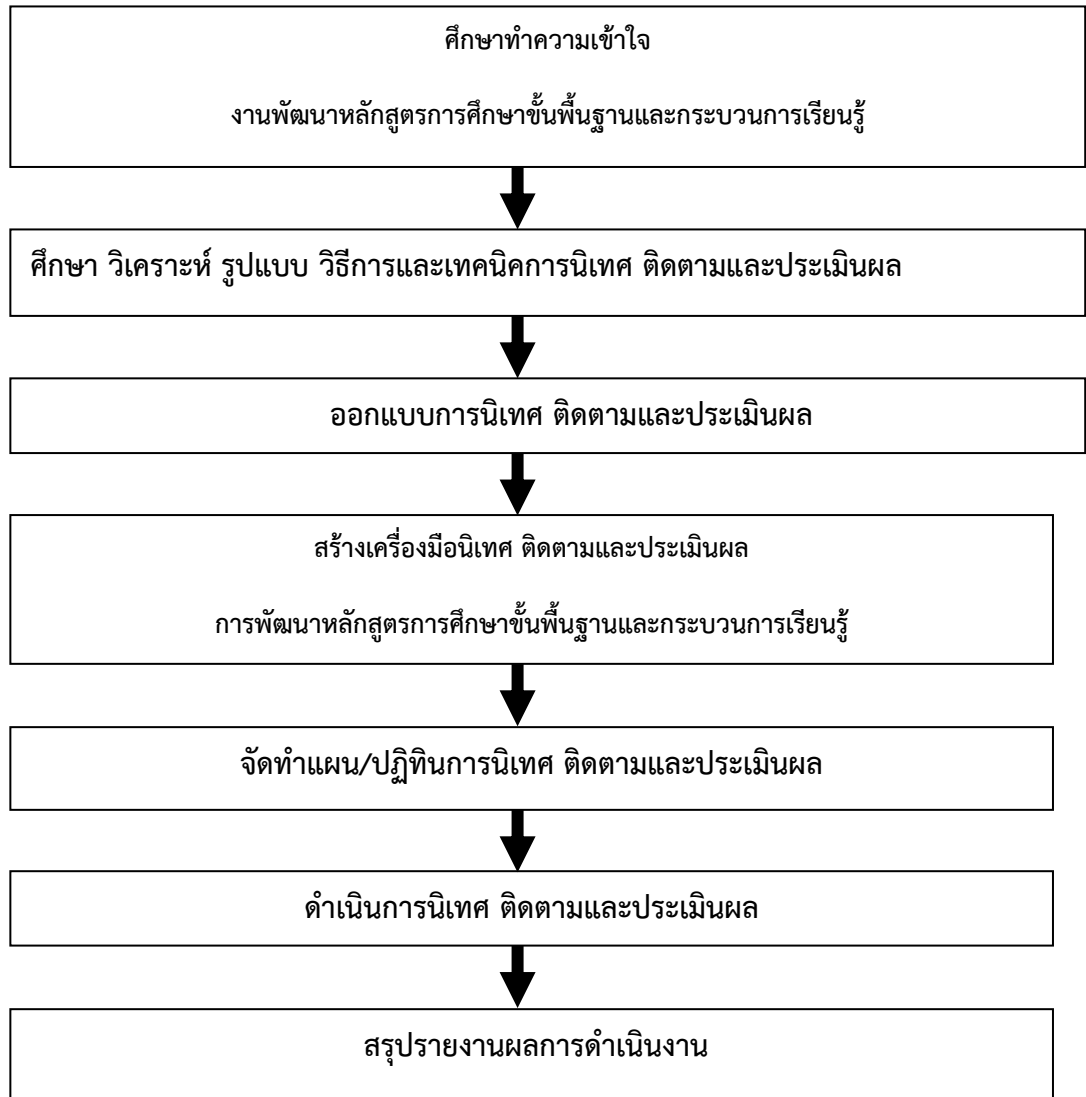 ศึกษาทำความเข้าใจ
งานพัฒนาหลักสูตรการศึกษาขั้นพื้นฐานและกระบวนการเรียนรู้
ศึกษา วิเคราะห์ รูปแบบ วิธีการและเทคนิคการนิเทศ ติดตามและประเมินผล
ออกแบบการนิเทศ ติดตามและประเมินผล
สร้างเครื่องมือนิเทศ ติดตามและประเมินผล
การพัฒนาหลักสูตรการศึกษาขั้นพื้นฐานและกระบวนการเรียนรู้
จัดทำแผน/ปฏิทินการนิเทศ ติดตามและประเมินผล
ดำเนินการนิเทศ ติดตามและประเมินผล
สรุปรายงานผลการดำเนินงาน